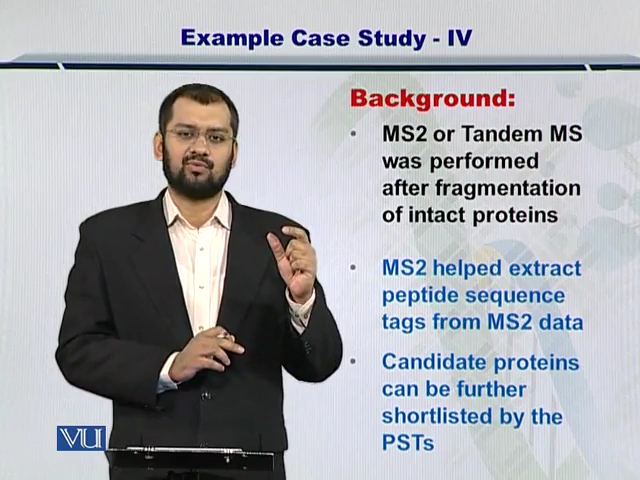 Example Case Study - IV
Background:
• MS2 or Tandem MS
was performed
after fragmentation
of intact proteins
• MS2 helped extract
peptide sequence
tags from MS2 data
• Candidate proteins
can be further
shortlisted by the
PSTs
VU